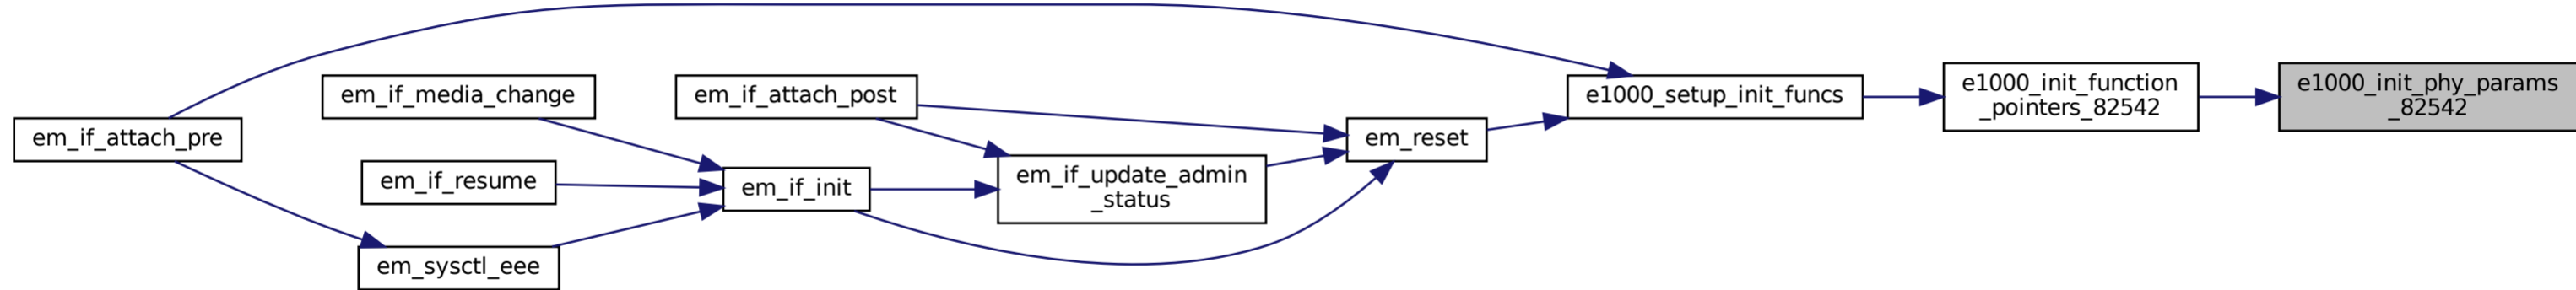 em_if_attach_pre
em_if_media_change
em_if_resume
em_sysctl_eee
em_if_attach_post
em_if_init
em_if_update_admin
_status
em_reset
e1000_setup_init_funcs
e1000_init_function
_pointers_82542
e1000_init_phy_params
_82542